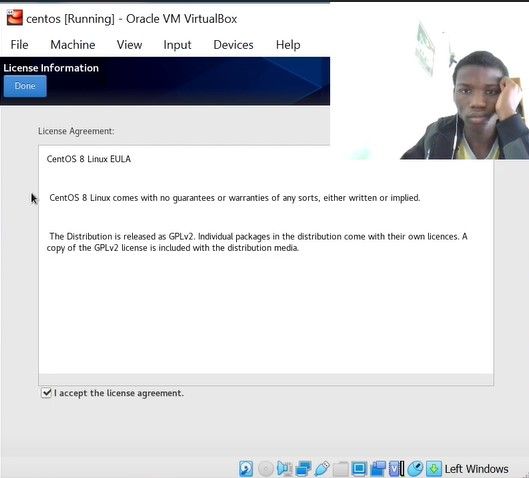 centos [Running] - Oracle VM VirtualBox
File Machine View Input Devices Help
License Information
Done
License Agreement:
CentOS 8 Linux EULA
CentOS 8 Linux comes with no guarantees or warranties of any sorts, either written or implied.
The Distribution is released as GPLv2. Individual packages in the distribution come with their own licences. A
copy of the GPLv2 license is included with the distribution media.
I accept the license agreement.
Left Windows